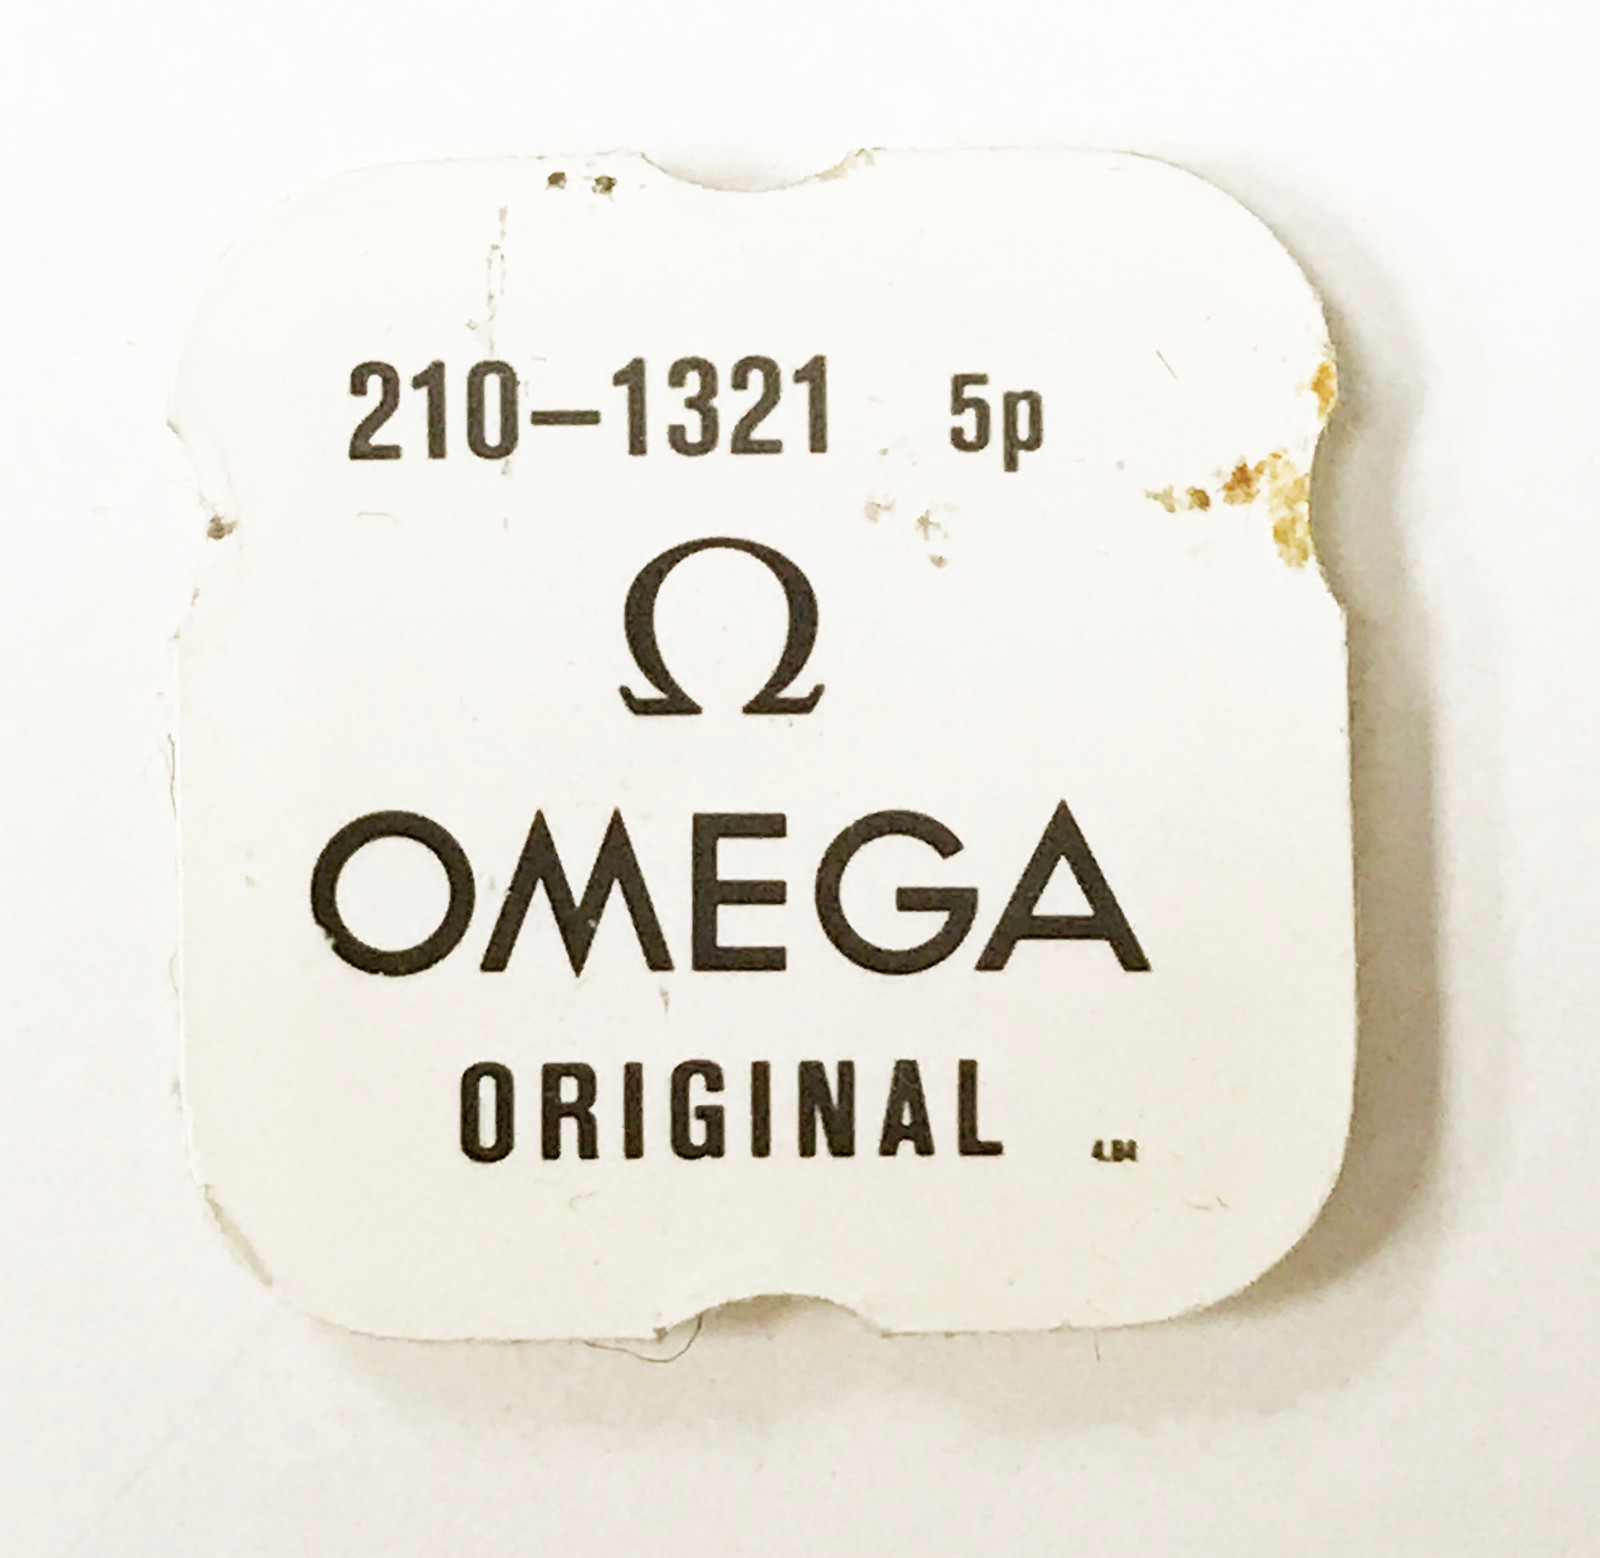 210–1321 5p
Ω
OMEGA
ORIGINAL